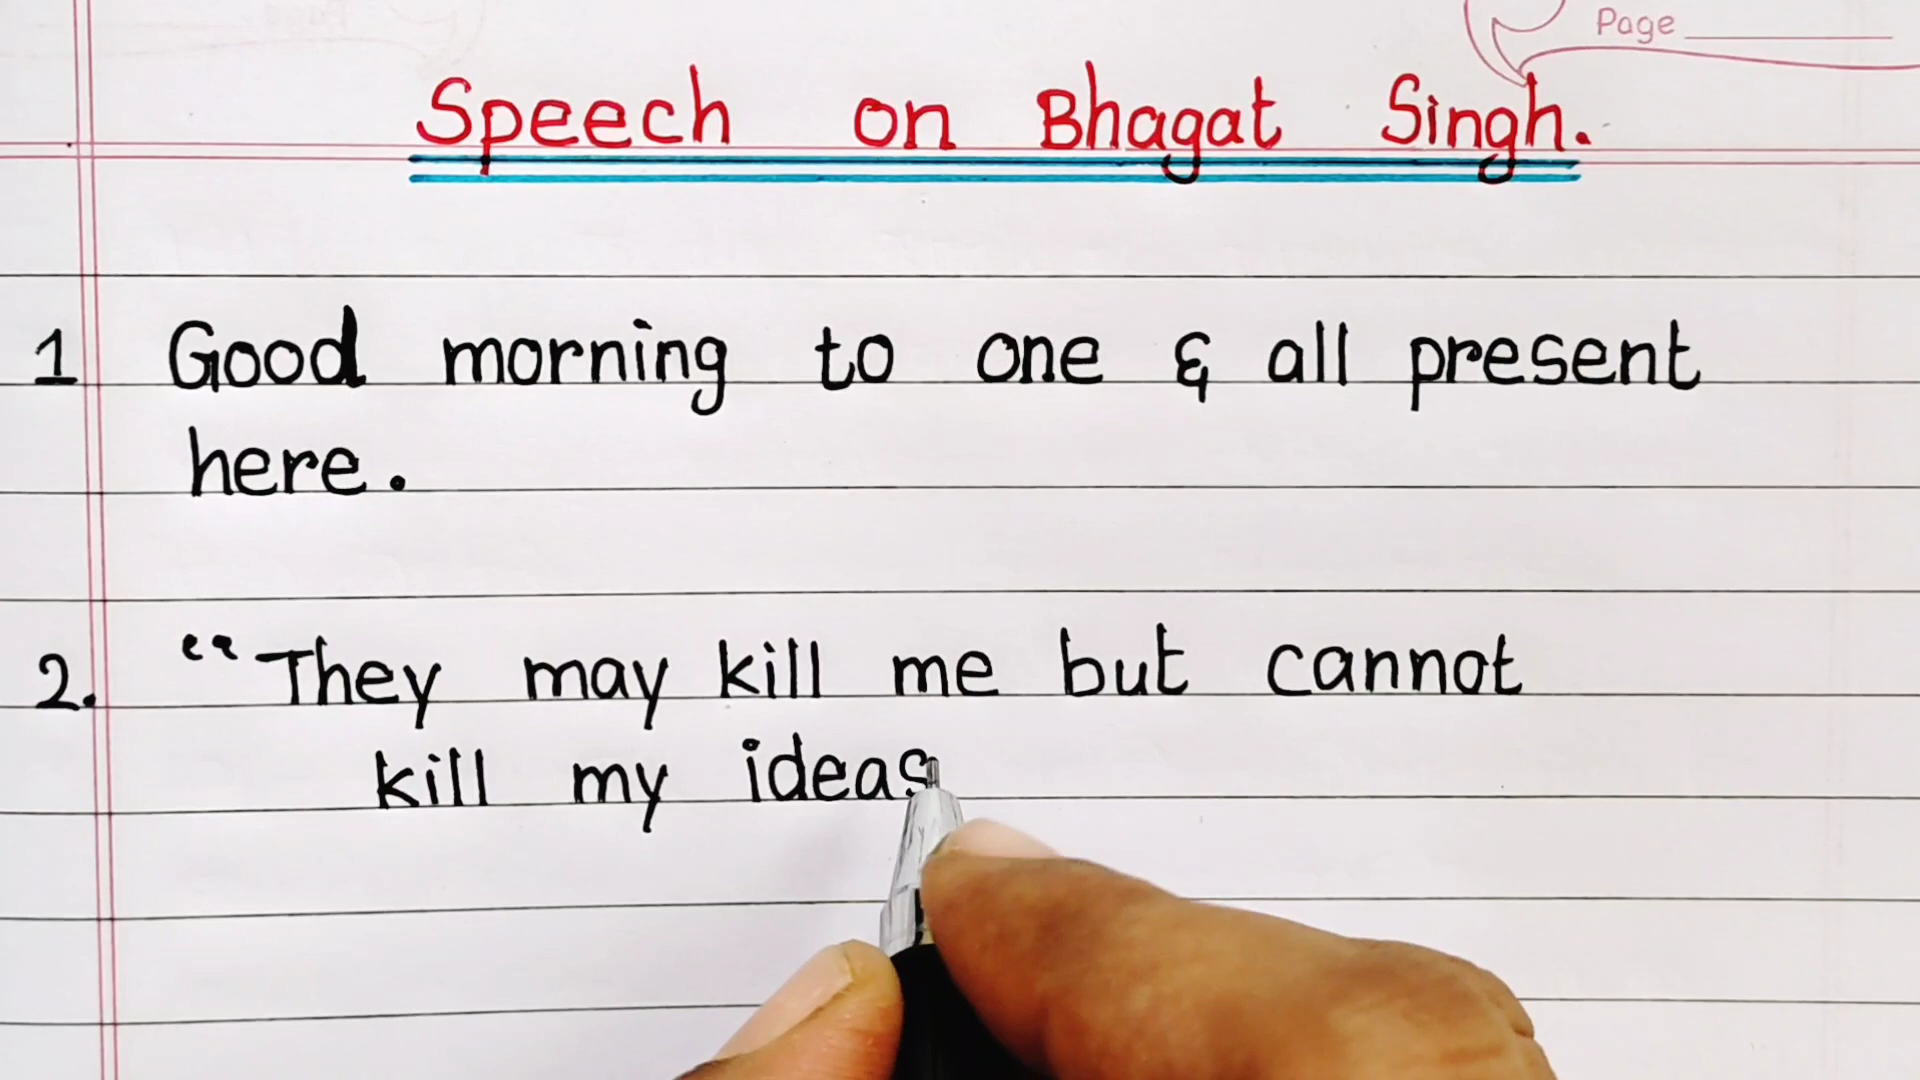 Page
Speech on Bhagat Singh.
1 Good morning to one & all present
here.
2. “They may kill me but cannot
kill my ideas